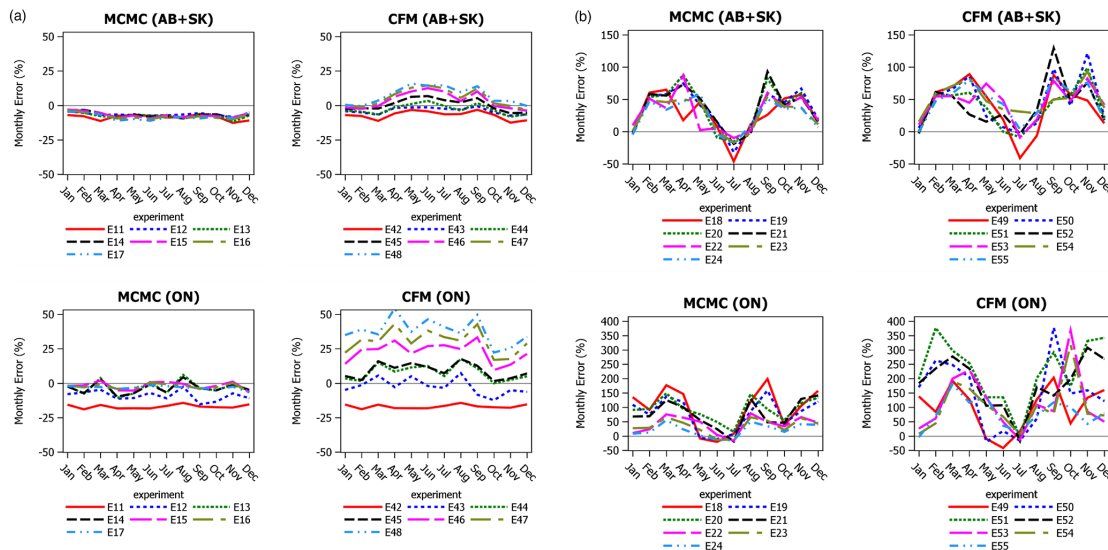 (a)
MCMC (AB+SK)
Monthly Error (%)
50
25
0
-25
-50
Jan Feb Mar Apr May Jun Jul Aug Sep Oct Nov Dec
experiment
E11 E12 E13
E14 E15 E16
E17
CFM (AB+SK)
Monthly Error (%)
50
25
0
-25
-50
Jan Feb Mar Apr May Jun Jul Aug Sep Oct Nov Dec
experiment
E42 E43 E44
E45 E46 E47
E48
MCMC (ON)
Monthly Error (%)
50
25
0
-25
-50
Jan Feb Mar Apr May Jun Jul Aug Sep Oct Nov Dec
experiment
E11 E12 E13
E14 E15 E16
E17
CFM (ON)
Monthly Error (%)
50
25
0
-25
-50
Jan Feb Mar Apr May Jun Jul Aug Sep Oct Nov Dec
experiment
E42 E43 E44
E45 E46 E47
E48
(b)
MCMC (AB+SK)
Monthly Error (%)
150
100
50
0
-50
Jan Feb Mar Apr May Jun Jul Aug Sep Oct Nov Dec
experiment
E18 E19
E20 E21
E22 E23
E24
CFM (AB+SK)
Monthly Error (%)
150
100
50
0
-50
Jan Feb Mar Apr May Jun Jul Aug Sep Oct Nov Dec
experiment
E49 E50
E51 E52
E53 E54
E55
MCMC (ON)
Monthly Error (%)
400
350
300
250
200
150
100
50
0
-50
Jan Feb Mar Apr May Jun Jul Aug Sep Oct Nov Dec
experiment
E18 E19
E20 E21
E22 E23
E24
CFM (ON)
Monthly Error (%)
400
350
300
250
200
150
100
50
0
-50
Jan Feb Mar Apr May Jun Jul Aug Sep Oct Nov Dec
experiment
E49 E50
E51 E52
E53 E54
E55